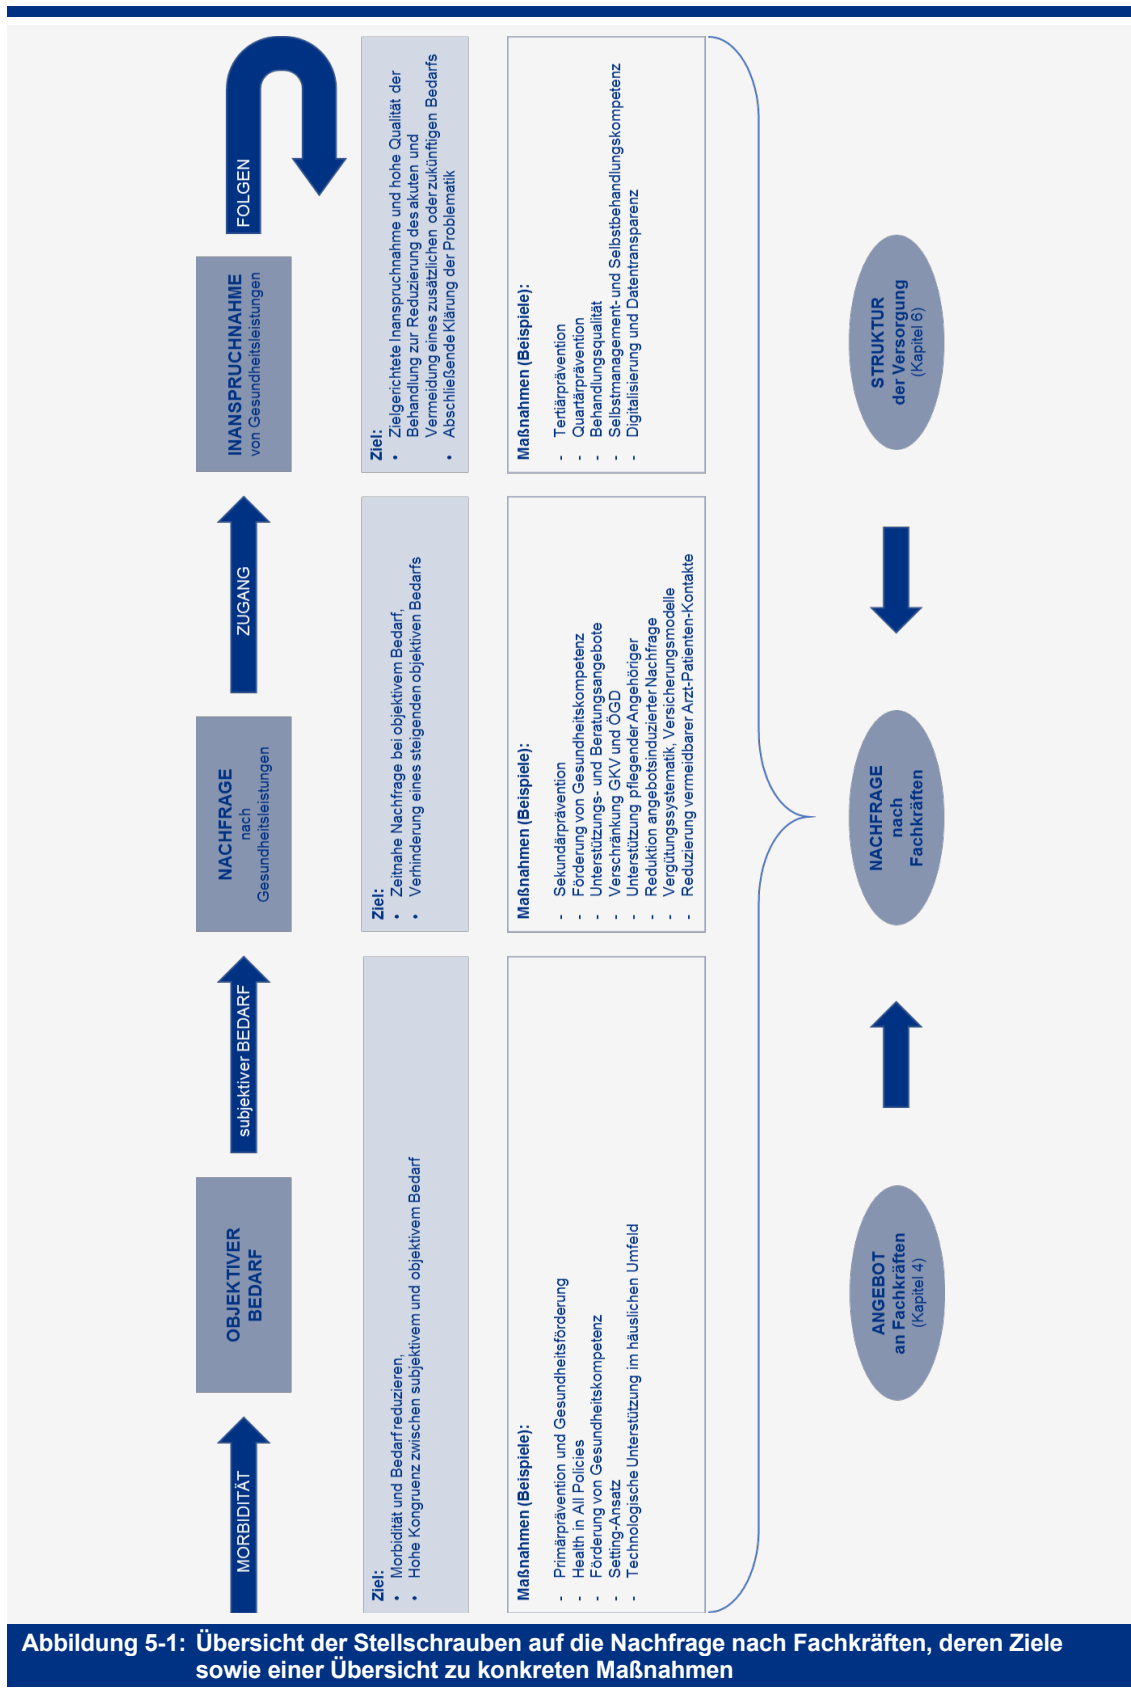 MORBIDITÄT
OBJEKTIVER
BEDARF
subjektiver BEDARF
NACHFRAGE
nach
Gesundheitsleistungen
ZUGANG
INANSPRUCHNAHME
von Gesundheitsleistungen
FOLGEN
Ziel:
• Morbidität und Bedarf reduzieren,
• Hohe Kongruenz zwischen subjektivem und objektivem Bedarf
Ziel:
• Zeitnahe Nachfrage bei objektivem Bedarf,
• Verhinderung eines steigenden objektiven Bedarfs
Ziel:
• Zielgerichtete Inanspruchnahme und hohe Qualität der
Behandlung zur Reduzierung des akuten und
Vermeidung eines zusätzlichen oder zukünftigen Bedarfs
• Abschließende Klärung der Problematik
Maßnahmen (Beispiele):
- Primärprävention und Gesundheitsförderung
- Health in All Policies
- Förderung von Gesundheitskompetenz
- Setting-Ansatz
- Technologische Unterstützung im häuslichen Umfeld
Maßnahmen (Beispiele):
- Sekundärprävention
- Förderung von Gesundheitskompetenz
- Unterstützungs- und Beratungsangebote
- Verschränkung GKV und ÖGD
- Unterstützung pflegender Angehöriger
- Reduktion angebotsinduzierter Nachfrage
- Vergütungssystematik, Versicherungsmodelle
- Reduzierung vermeidbarer Arzt-Patienten-Kontakte
Maßnahmen (Beispiele):
- Tertiärprävention
- Quartärprävention
- Behandlungsqualität
- Selbstmanagement- und Selbstbehandlungskompetenz
- Digitalisierung und Datentransparenz
ANGEBOT
an Fachkräften
(Kapitel 4)
NACHFRAGE
nach
Fachkräften
STRUKTUR
der Versorgung
(Kapitel 6)
Abbildung 5-1: Übersicht der Stellschrauben auf die Nachfrage nach Fachkräften, deren Ziele
sowie einer Übersicht zu konkreten Maßnahmen